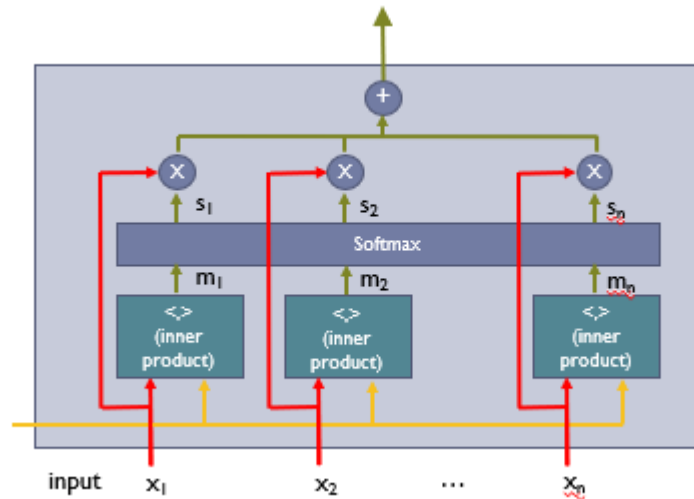 +
X X X
s₁ s₂ sₙ
Softmax
m₁ m₂ mₙ
<> <> <>
(inner (inner (inner
product) product) product)
input x₁ x₂ ... xₙ